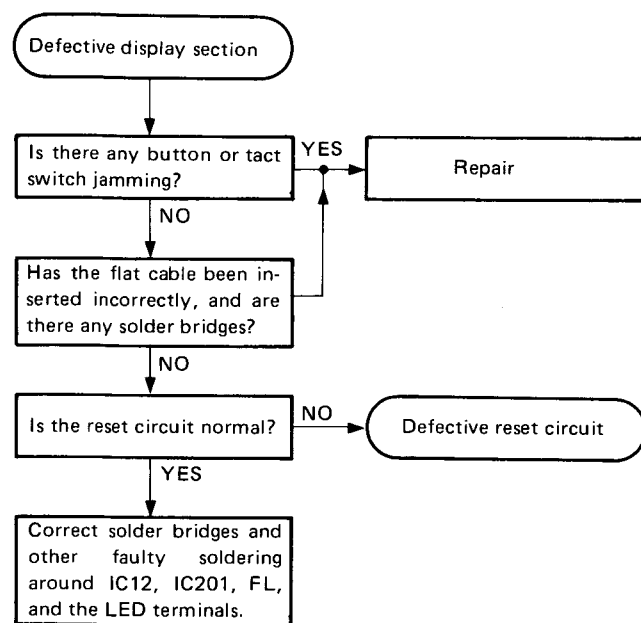 Defective display section
Is there any button or tact
switch jamming?
YES
Repair
NO
Has the flat cable been in-
serted incorrectly, and are
there any solder bridges?
NO
Is the reset circuit normal?
NO
Defective reset circuit
YES
Correct solder bridges and
other faulty soldering
around IC12, IC201, FL,
and the LED terminals.